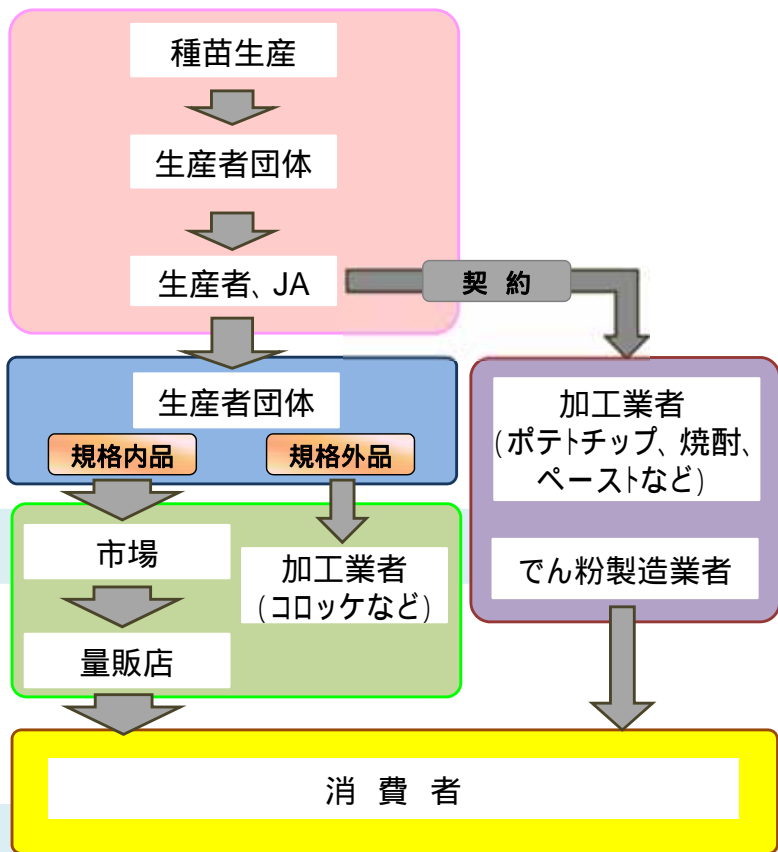 種苗生産
生産者団体
生産者、JA
契 約
生産者団体
規格内品
規格外品
加工業者
(ポテトチップ、焼酎、
ペーストなど)
市場
加工業者
(コロッケなど)
でん粉製造業者
量販店
消 費 者